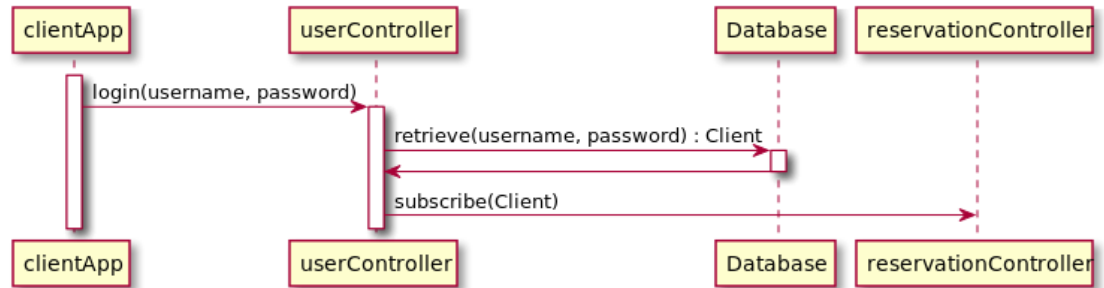 clientApp
userController
Database
reservationController
login(username, password)
retrieve(username, password) : Client
subscribe(Client)
clientApp
userController
Database
reservationController